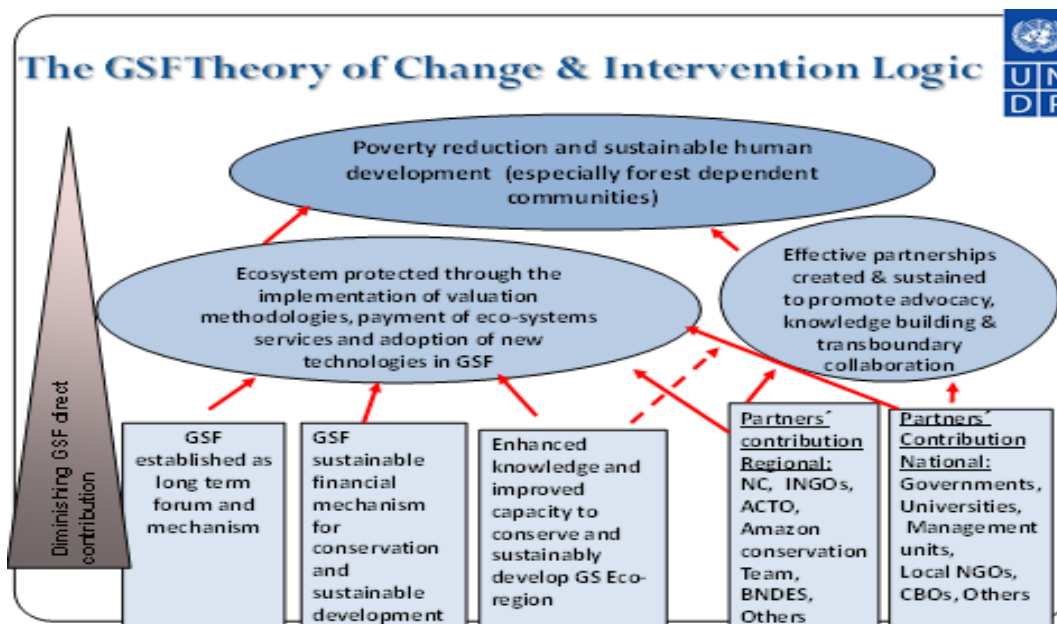 The GSFTheory of Change & Intervention Logic
U N
D P
Poverty reduction and sustainable human
development (especially forest dependent
communities)
Ecosystem protected through the
implementation of valuation
methodologies, payment of eco-systems
services and adoption of new
technologies in GSF
Effective partnerships
created & sustained
to promote advocacy,
knowledge building &
transboundary
collaboration
Diminishing GSF direct
contribution
GSF
established as
long term
forum and
mechanism
GSF
sustainable
financial
mechanism
for
conservation
and
sustainable
development
Enhanced
knowledge and
improved
capacity to
conserve and
sustainably
develop GS Eco-
region
Partners´
contribution
Regional:
NC, INGOs,
ACTO,
Amazon
conservation
Team,
BNDES,
Others
Partners´
Contribution
National:
Governments,
Universities,
Management
units,
Local NGOs,
CBOs, Others